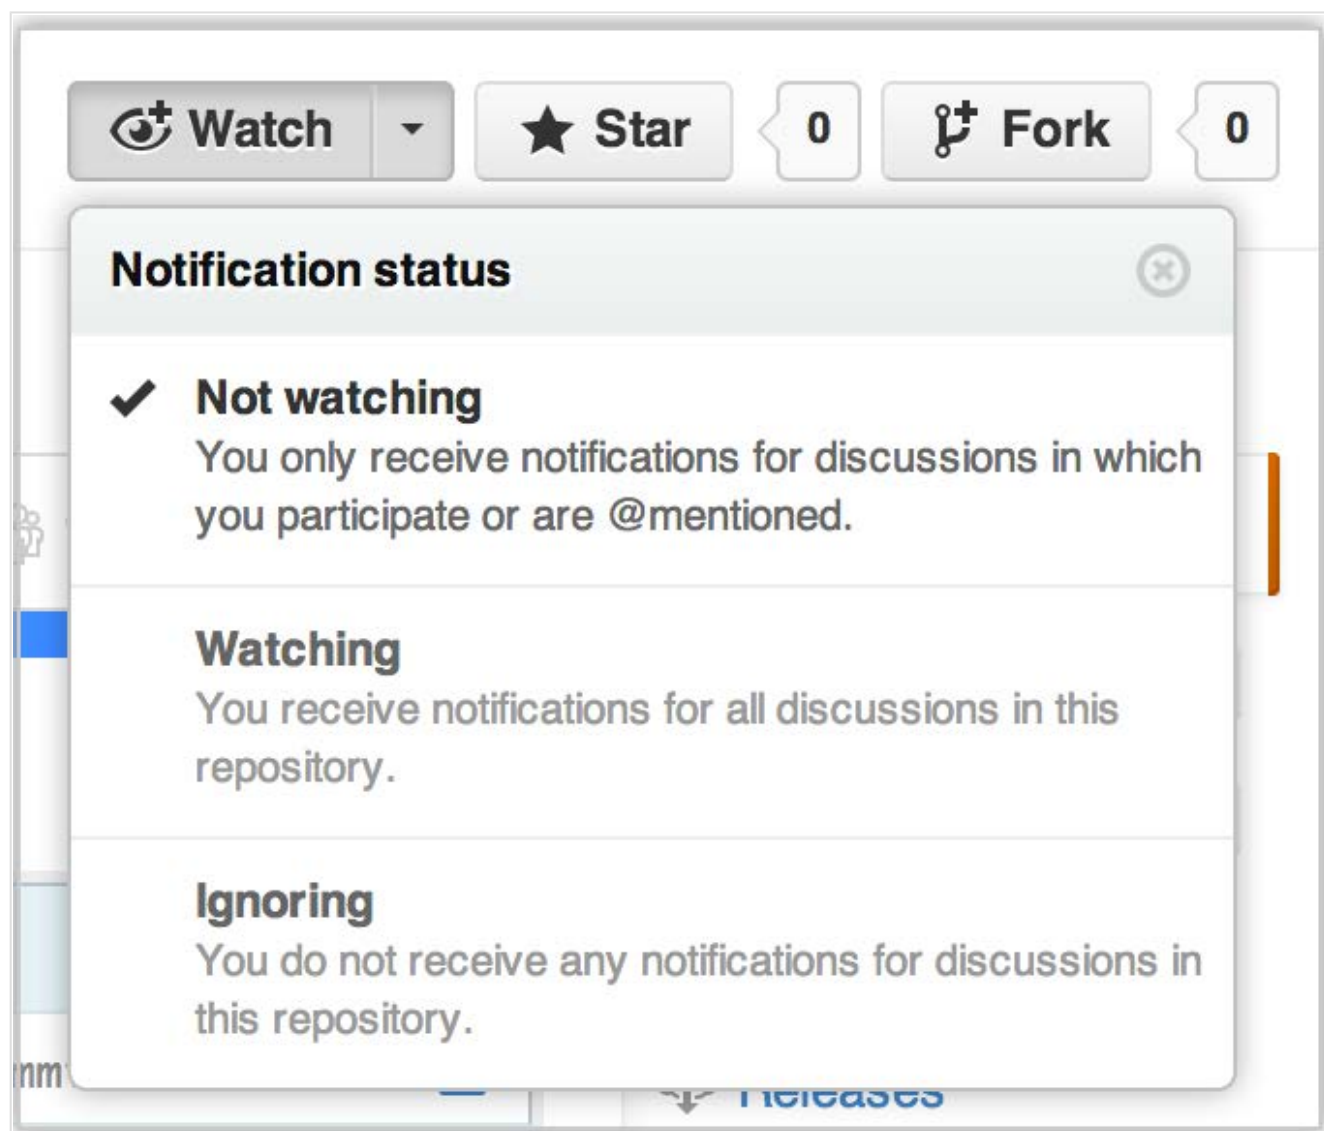 Watch Star 0 Fork 0
Notification status
Not watching
You only receive notifications for discussions in which
you participate or are @mentioned.
Watching
You receive notifications for all discussions in this
repository.
Ignoring
You do not receive any notifications for discussions in
this repository.
Releases